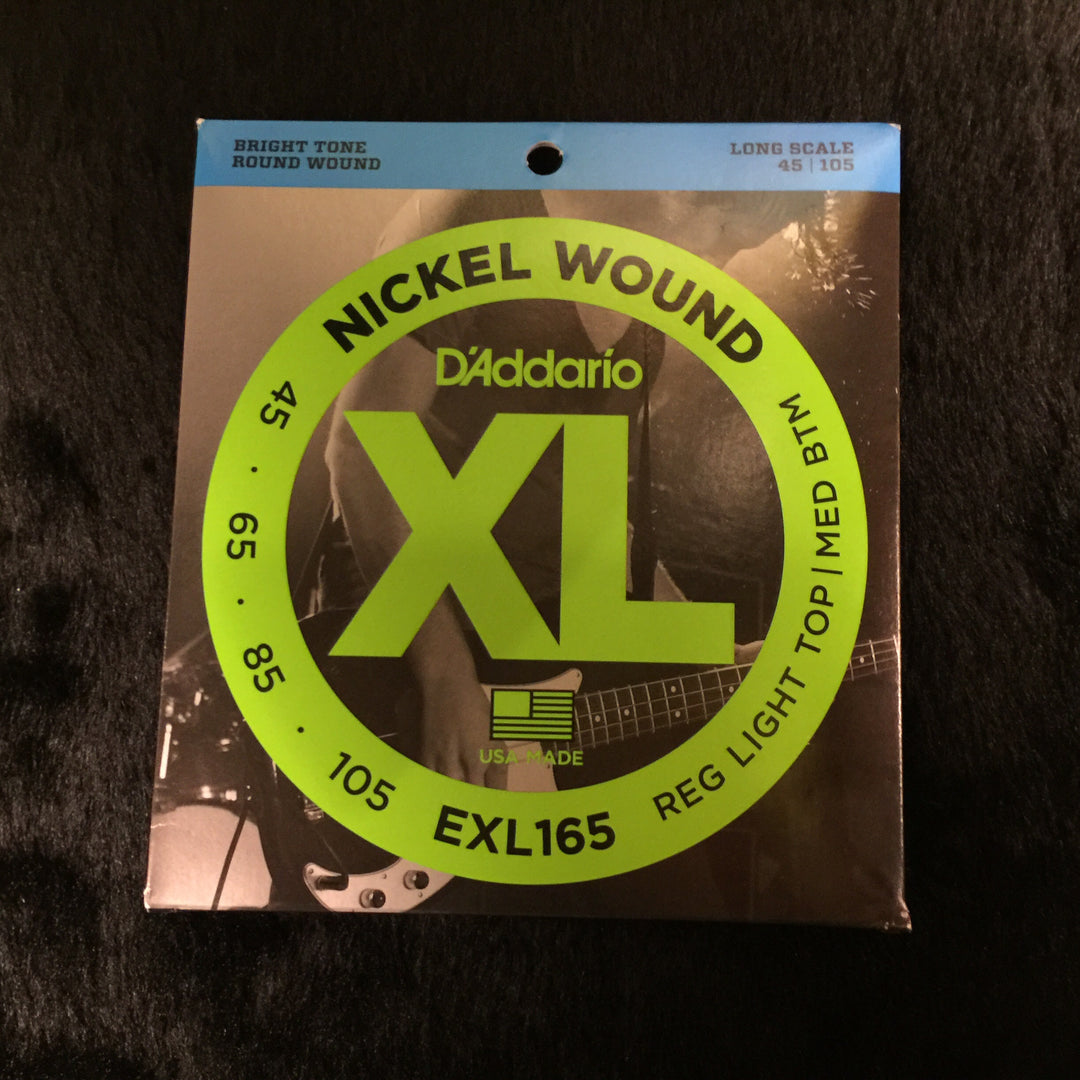 BRIGHT TONE
ROUND WOUND
LONG SCALE
45 | 105
NICKEL WOUND
D'Addario
XL
USA MADE
45 · 65 · 85 · 105
EXL165
REG LIGHT TOP | MED BTM